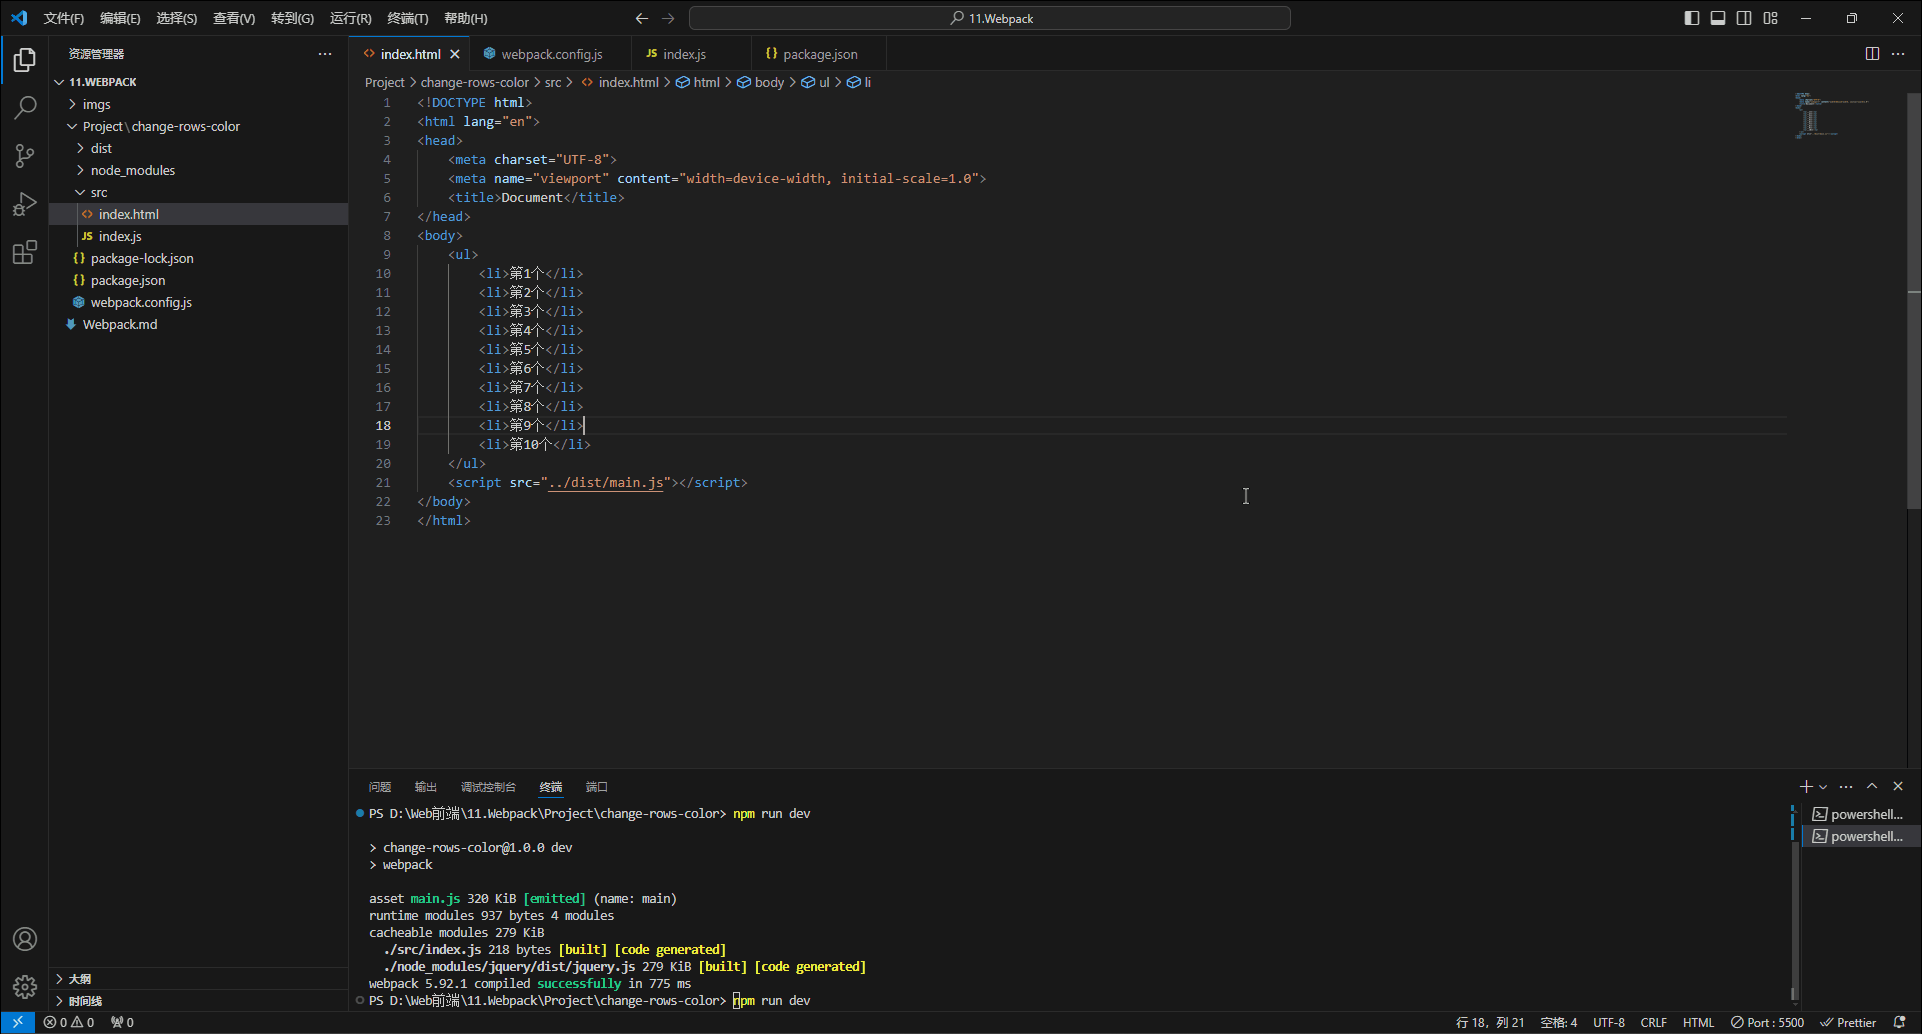 文件(F) 编辑(E) 选择(S) 查看(V) 转到(G) 运行(R) 终端(T) 帮助(H) 11.Webpack
资源管理器
11.WEBPACK
imgs
Project\change-rows-color
dist
node_modules
src
index.html
index.js
package-lock.json
package.json
webpack.config.js
Webpack.md
大纲
时间线
index.html webpack.config.js index.js package.json
Project > change-rows-color > src > index.html > html > body > ul > li
1 <!DOCTYPE html>
2 <html lang="en">
3 <head>
4 <meta charset="UTF-8">
5 <meta name="viewport" content="width=device-width, initial-scale=1.0">
6 <title>Document</title>
7 </head>
8 <body>
9 <ul>
10 <li>第1个</li>
11 <li>第2个</li>
12 <li>第3个</li>
13 <li>第4个</li>
14 <li>第5个</li>
15 <li>第6个</li>
16 <li>第7个</li>
17 <li>第8个</li>
18 <li>第9个</li>
19 <li>第10个</li>
20 </ul>
21 <script src="../dist/main.js"></script>
22 </body>
23 </html>
问题 输出 调试控制台 终端 端口
PS D:\Web前端\11.Webpack\Project\change-rows-color> npm run dev
> change-rows-color@1.0.0 dev
> webpack
asset main.js 320 KiB [emitted] (name: main)
runtime modules 937 bytes 4 modules
cacheable modules 279 KiB
./src/index.js 218 bytes [built] [code generated]
./node_modules/jquery/dist/jquery.js 279 KiB [built] [code generated]
webpack 5.92.1 compiled successfully in 775 ms
PS D:\Web前端\11.Webpack\Project\change-rows-color> npm run dev
powershell...
powershell...
0 0 0 行 18，列 21 空格: 4 UTF-8 CRLF HTML Port : 5500 Prettier